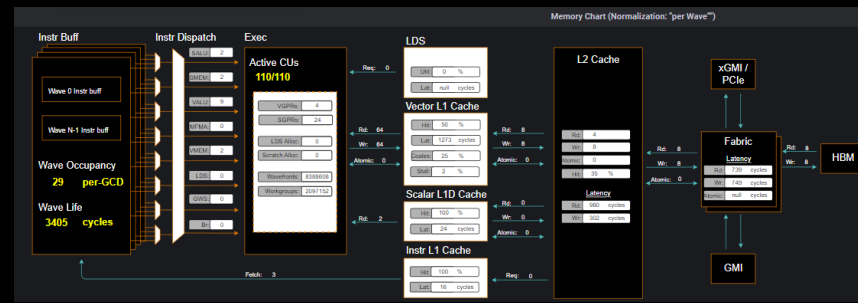 Memory Chart (Normalization: "per Wave"")
Instr Buff
Wave 0 Instr buff
Wave N-1 Instr buff
Wave Occupancy
29 per-GCD
Wave Life
3405 cycles
Instr Dispatch
SALU: 2
SMEM: 2
VALU: 9
MFMA: 0
VMEM: 2
LDS: 0
GWS: 0
Br: 0
Exec
Active CUs
110/110
VGPRs: 4
SGPRs: 24
LDS Alloc: 0
Scratch Alloc: 0
Wavefronts: 8388608
Workgroups: 2097152
Fetch: 3
Req: 0
Rd: 64
Wr: 64
Atomic: 0
Rd: 2
LDS
Util: 0 %
Lat: null cycles
Vector L1 Cache
Hit: 50 %
Lat: 1273 cycles
Coales: 25 %
Stall: 2 %
Scalar L1D Cache
Hit: 100 %
Lat: 24 cycles
Instr L1 Cache
Hit: 100 %
Lat: 16 cycles
Rd: 8
Wr: 8
Atomic: 0
Rd: 0
Wr: 0
Atomic: 0
Req: 0
L2 Cache
Rd: 4
Wr: 8
Atomic: 0
Hit: 35 %
Latency
Rd: 980 cycles
Wr: 302 cycles
Rd: 8
Wr: 8
Atomic: 0
xGMI /
PCIe
Fabric
Latency
Rd: 739 cycles
Wr: 749 cycles
Atomic: null cycles
GMI
Rd: 8
Wr: 8
HBM